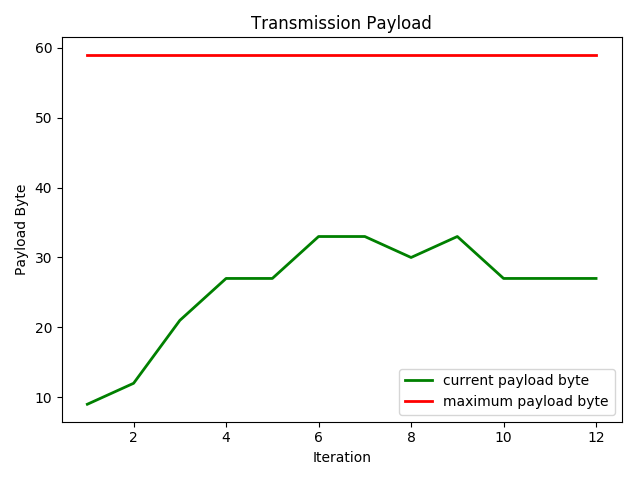 Transmission Payload
60
50
40
30
20
10
Payload Byte
current payload byte
maximum payload byte
2 4 6 8 10 12
Iteration